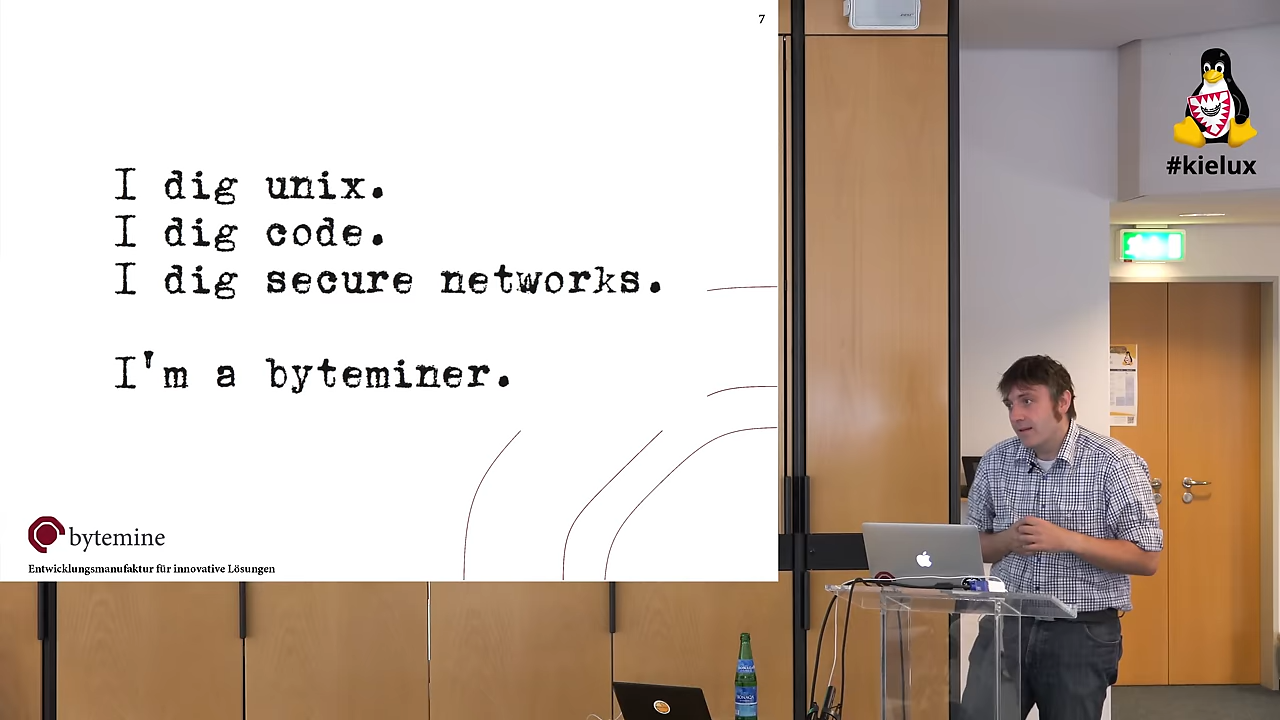 7
I dig unix.
I dig code.
I dig secure networks.
I'm a byteminer.
bytemine
Entwicklungsmanufaktur für innovative Lösungen
#kielux